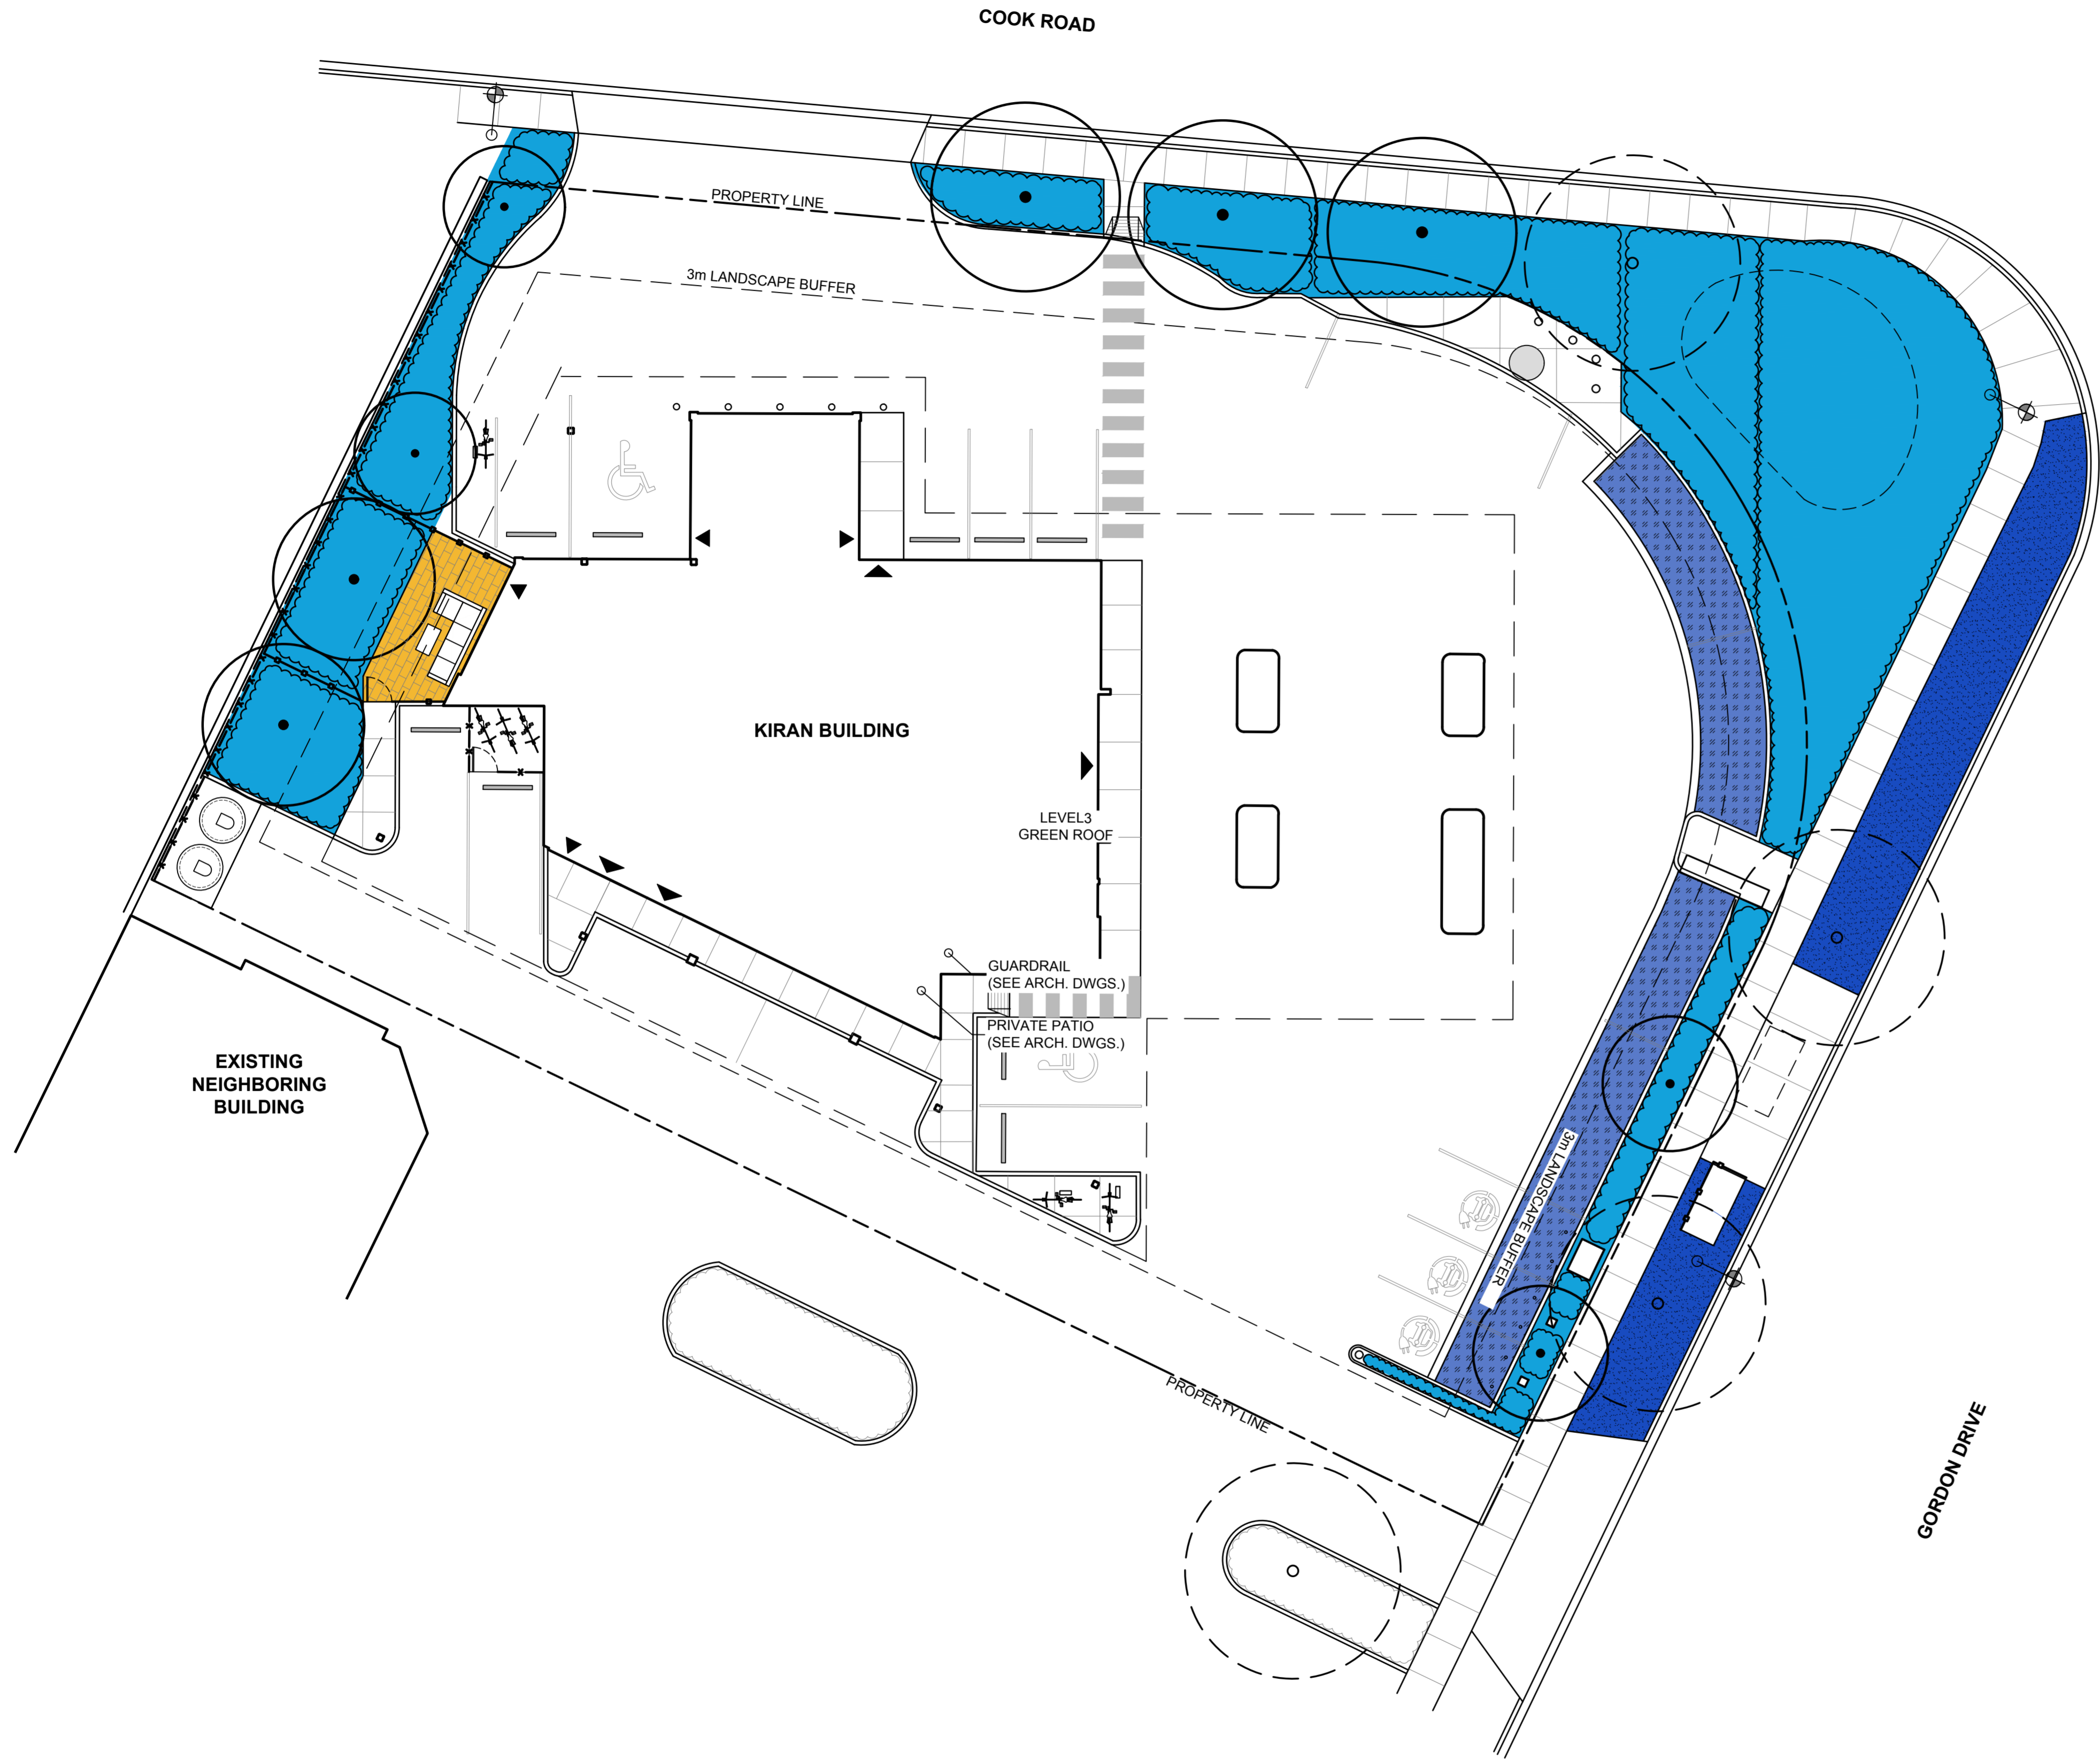 COOK ROAD
PROPERTY LINE
3m LANDSCAPE BUFFER
KIRAN BUILDING
LEVEL3
GREEN ROOF
GUARDRAIL
(SEE ARCH. DWGS.)
PRIVATE PATIO
(SEE ARCH. DWGS.)
EXISTING
NEIGHBORING
BUILDING
3m LANDSCAPE BUFFER
PROPERTY LINE
GORDON DRIVE